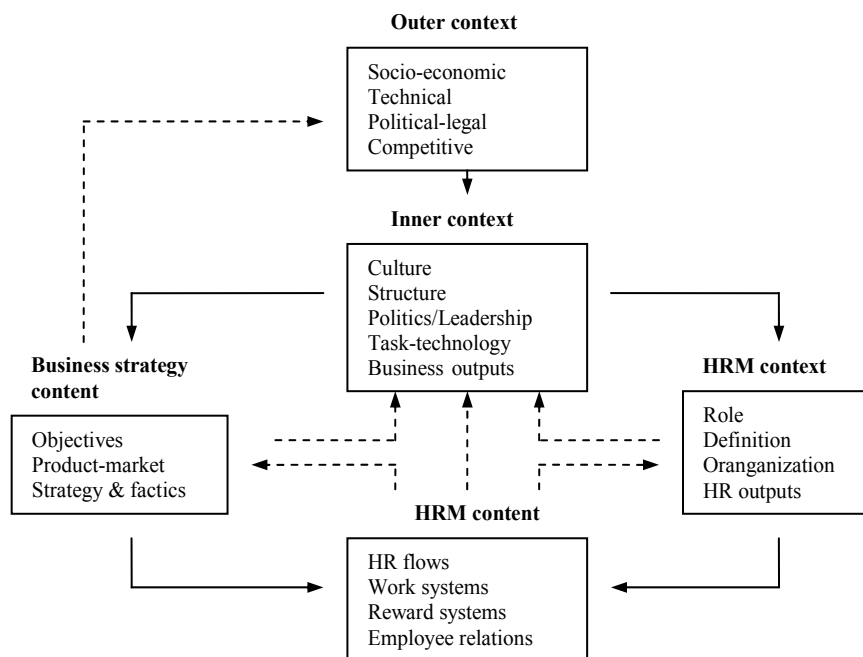 Outer context
Socio-economic
Technical
Political-legal
Competitive
Inner context
Culture
Structure
Politics/Leadership
Task-technology
Business outputs
Business strategy
content
Objectives
Product-market
Strategy & factics
HRM context
Role
Definition
Oranganization
HR outputs
HRM content
HR flows
Work systems
Reward systems
Employee relations